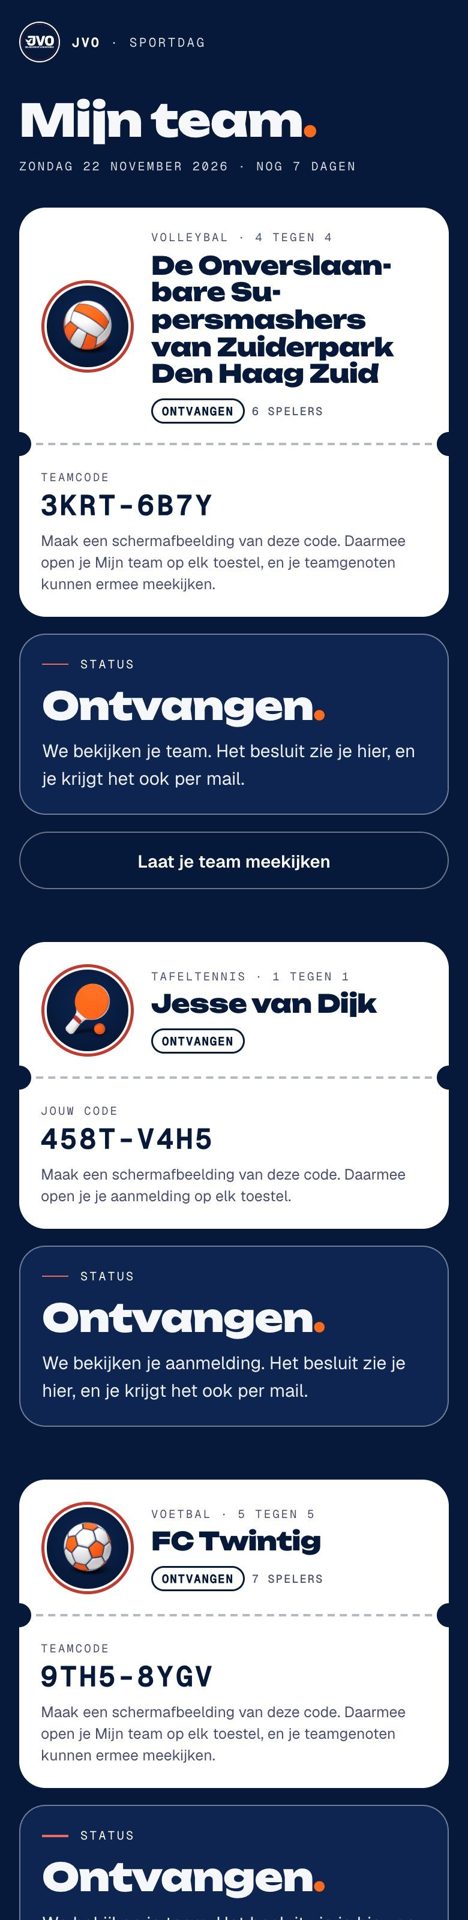 JVO
JVO · SPORTDAG
Mijn team.
ZONDAG 22 NOVEMBER 2026 · NOG 7 DAGEN
VOLLEYBAL · 4 TEGEN 4
De Onverslaan-
bare Su-
persmashers
van Zuiderpark
Den Haag Zuid
ONTVANGEN 6 SPELERS
TEAMCODE
3KRT-6B7Y
Maak een schermafbeelding van deze code. Daarmee
open je Mijn team op elk toestel, en je teamgenoten
kunnen ermee meekijken.
STATUS
Ontvangen.
We bekijken je team. Het besluit zie je hier, en
je krijgt het ook per mail.
Laat je team meekijken
TAFELTENNIS · 1 TEGEN 1
Jesse van Dijk
ONTVANGEN
JOUW CODE
458T-V4H5
Maak een schermafbeelding van deze code. Daarmee
open je je aanmelding op elk toestel.
STATUS
Ontvangen.
We bekijken je aanmelding. Het besluit zie je
hier, en je krijgt het ook per mail.
VOETBAL · 5 TEGEN 5
FC Twintig
ONTVANGEN 7 SPELERS
TEAMCODE
9TH5-8YGV
Maak een schermafbeelding van deze code. Daarmee
open je Mijn team op elk toestel, en je teamgenoten
kunnen ermee meekijken.
STATUS
Ontvangen.